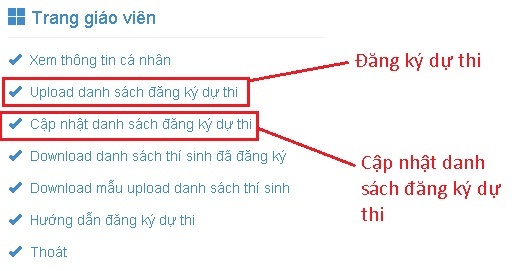 Trang giáo viên
Xem thông tin cá nhân
Upload danh sách đăng ký dự thi
Cập nhật danh sách đăng ký dự thi
Download danh sách thí sinh đã đăng ký
Download mẫu upload danh sách thí sinh
Hướng dẫn đăng ký dự thi
Thoát
Đăng ký dự thi
Cập nhật danh
sách đăng ký dự
thi